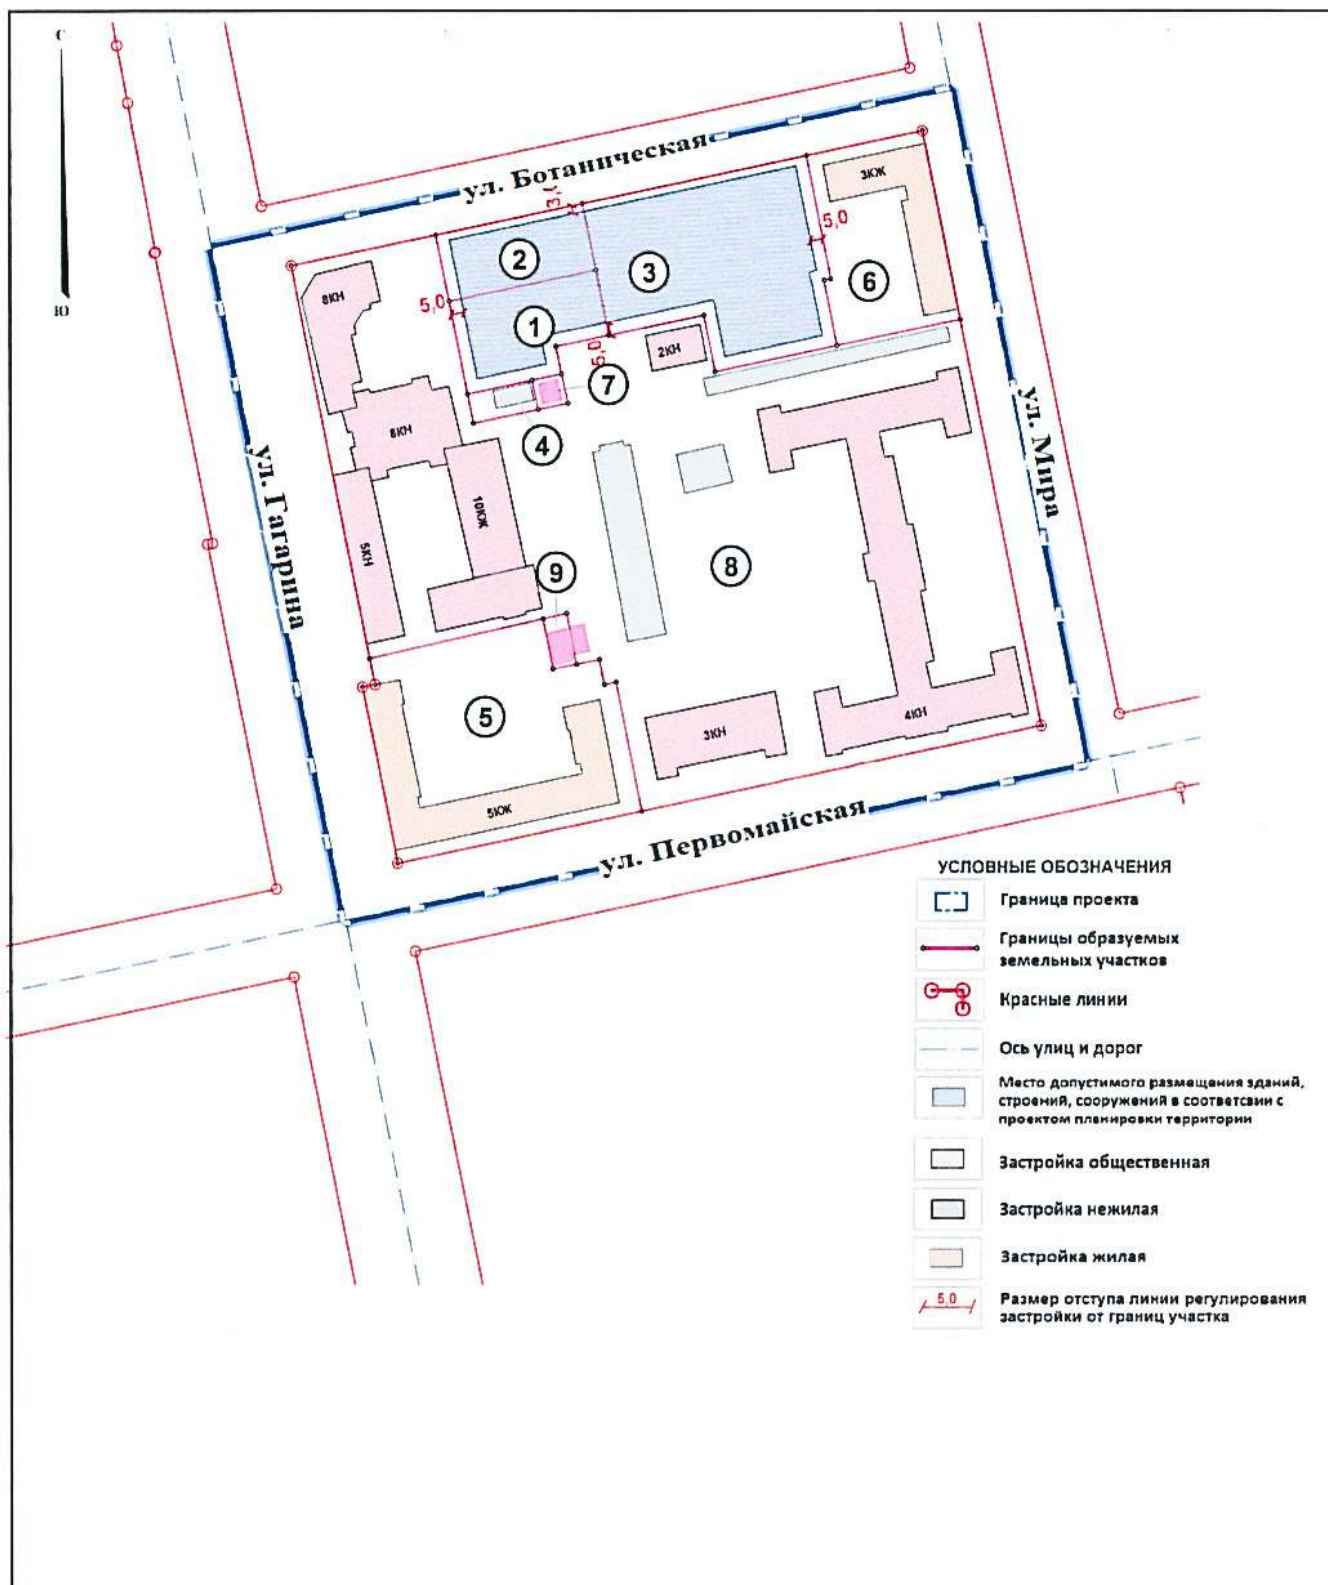 С
Ю
ул. Ботаническая
3,0
5,0
3КЖ
2
3
6
8КН
5,0
1
5,0
2КН
7
4
8КН
ул. Гагарина
ул. Мира
10КЖ
5КН
9
8
5
3КН
4КН
5КЖ
ул. Первомайская
УСЛОВНЫЕ ОБОЗНАЧЕНИЯ
Граница проекта
Границы образуемых
земельных участков
Красные линии
Ось улиц и дорог
Место допустимого размещения зданий,
строений, сооружений в соответсвии с
проектом планировки территории
Застройка общественная
Застройка нежилая
Застройка жилая
5,0
Размер отступа линии регулирования
застройки от границ участка